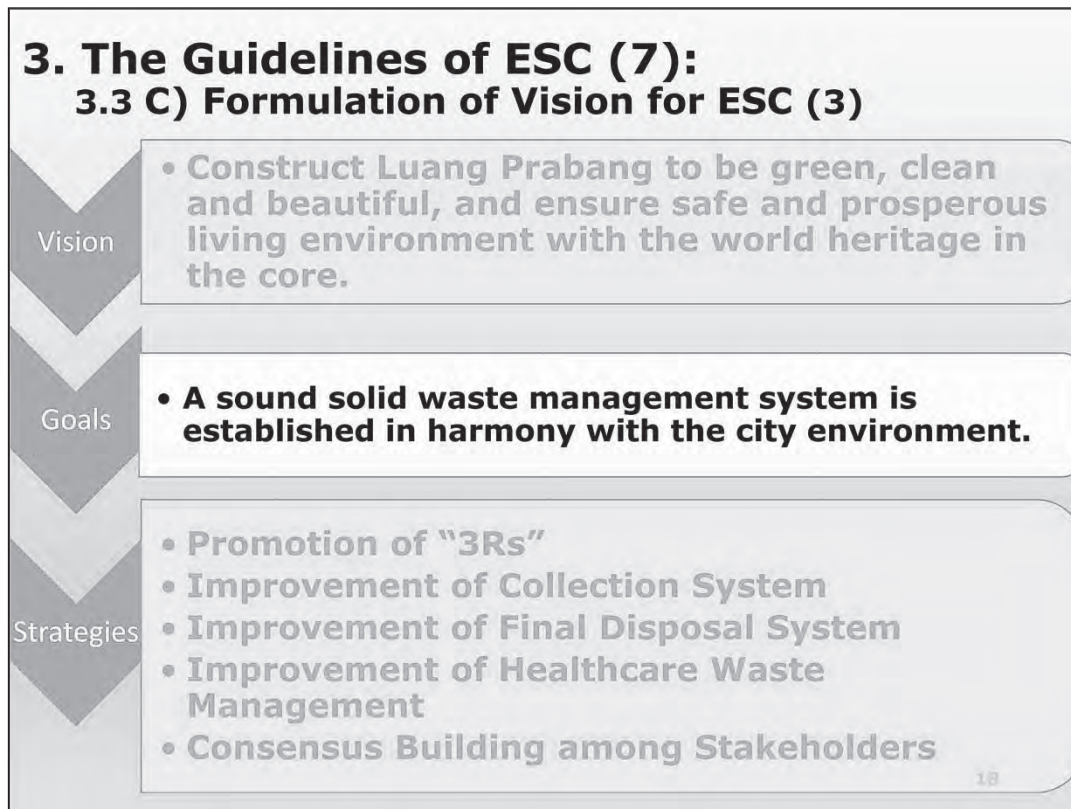 3. The Guidelines of ESC (7):
3.3 C) Formulation of Vision for ESC (3)
Vision
• Construct Luang Prabang to be green, clean
and beautiful, and ensure safe and prosperous
living environment with the world heritage in
the core.
Goals
• A sound solid waste management system is
established in harmony with the city environment.
Strategies
• Promotion of “3Rs”
• Improvement of Collection System
• Improvement of Final Disposal System
• Improvement of Healthcare Waste
Management
• Consensus Building among Stakeholders
18